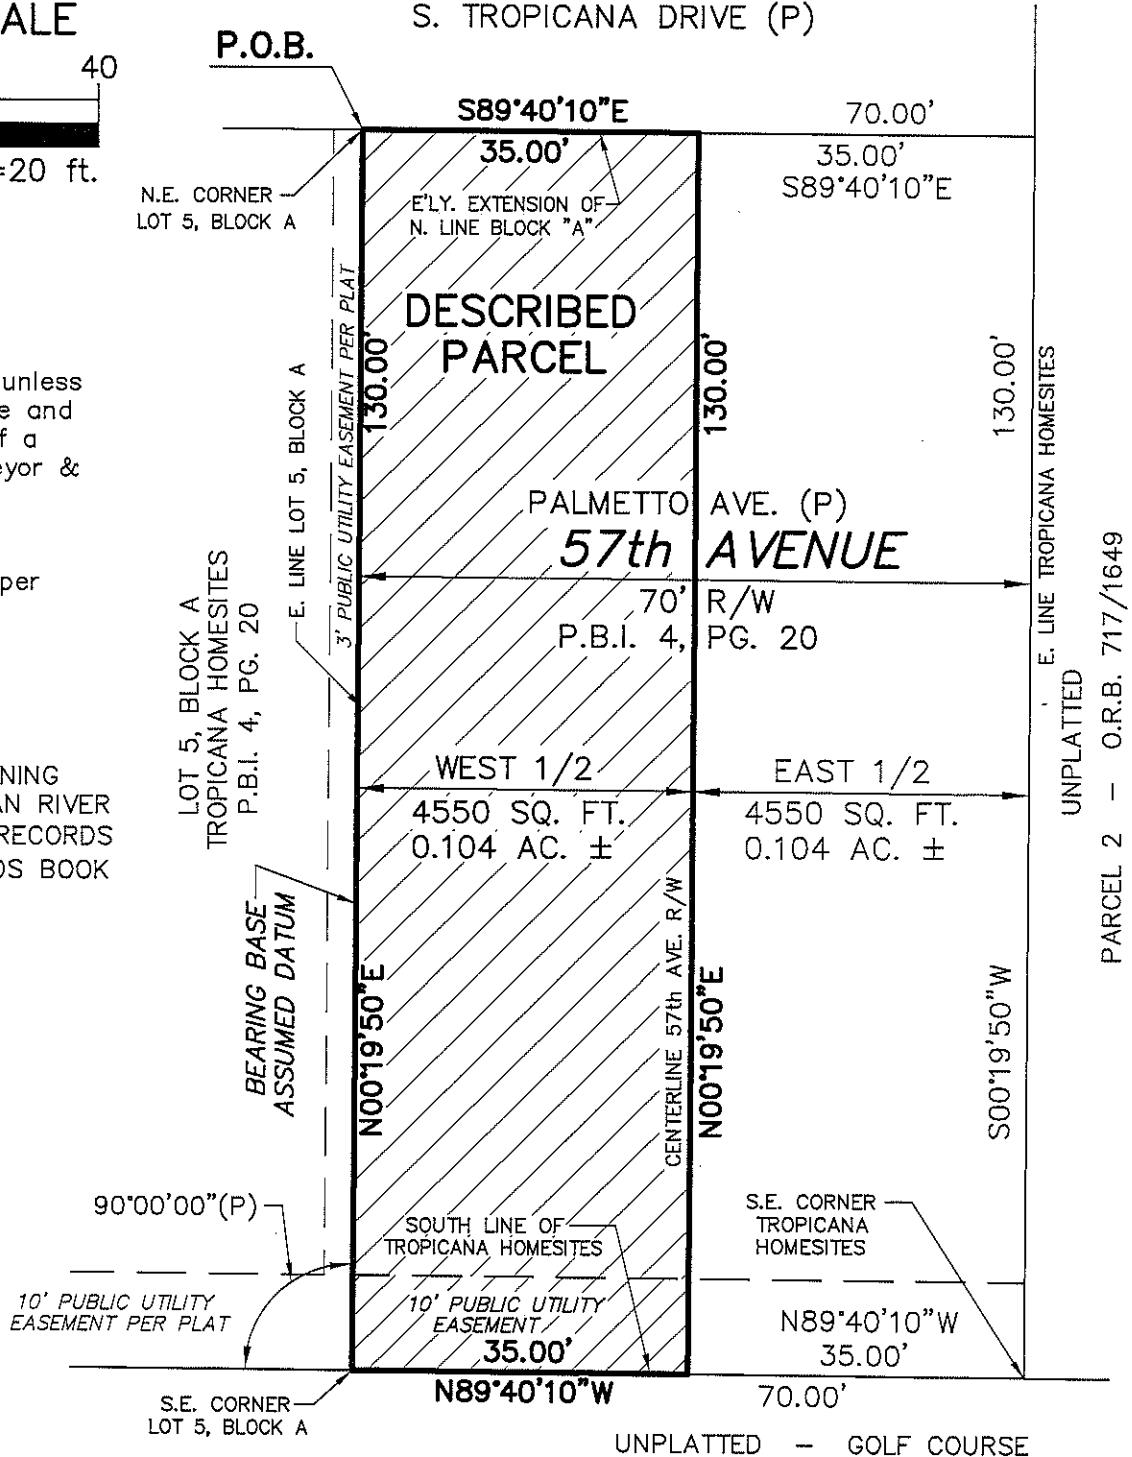 ALE
S. TROPICANA DRIVE (P)
P.O.B.
40
S89°40'10"E
70.00'
35.00'
35.00'
S89°40'10"E
=20 ft.
N.E. CORNER
LOT 5, BLOCK A
E'LY. EXTENSION OF
N. LINE BLOCK "A"
DESCRIBED
PARCEL
130.00'
130.00'
130.00'
3' PUBLIC UTILITY EASEMENT PER PLAT
E. LINE LOT 5, BLOCK A
E. LINE TROPICANA HOMESITES
unless
e and
f a
eyor &
per
PALMETTO AVE. (P)
57th AVENUE
70' R/W
P.B.I. 4, PG. 20
LOT 5, BLOCK A
TROPICANA HOMESITES
P.B.I. 4, PG. 20
UNPLATTED
PARCEL 2 - O.R.B. 717/1649
NING
AN RIVER
RECORDS
DS BOOK
WEST 1/2
4550 SQ. FT.
0.104 AC. ±
EAST 1/2
4550 SQ. FT.
0.104 AC. ±
BEARING BASE
ASSUMED DATUM
N00°19'50"E
CENTERLINE 57th AVE. R/W
N00°19'50"E
S00°19'50"W
90°00'00"(P)
SOUTH LINE OF
TROPICANA HOMESITES
S.E. CORNER
TROPICANA
HOMESITES
10' PUBLIC UTILITY
EASEMENT PER PLAT
10' PUBLIC UTILITY
EASEMENT
35.00'
N89°40'10"W
N89°40'10"W
35.00'
70.00'
S.E. CORNER
LOT 5, BLOCK A
UNPLATTED - GOLF COURSE